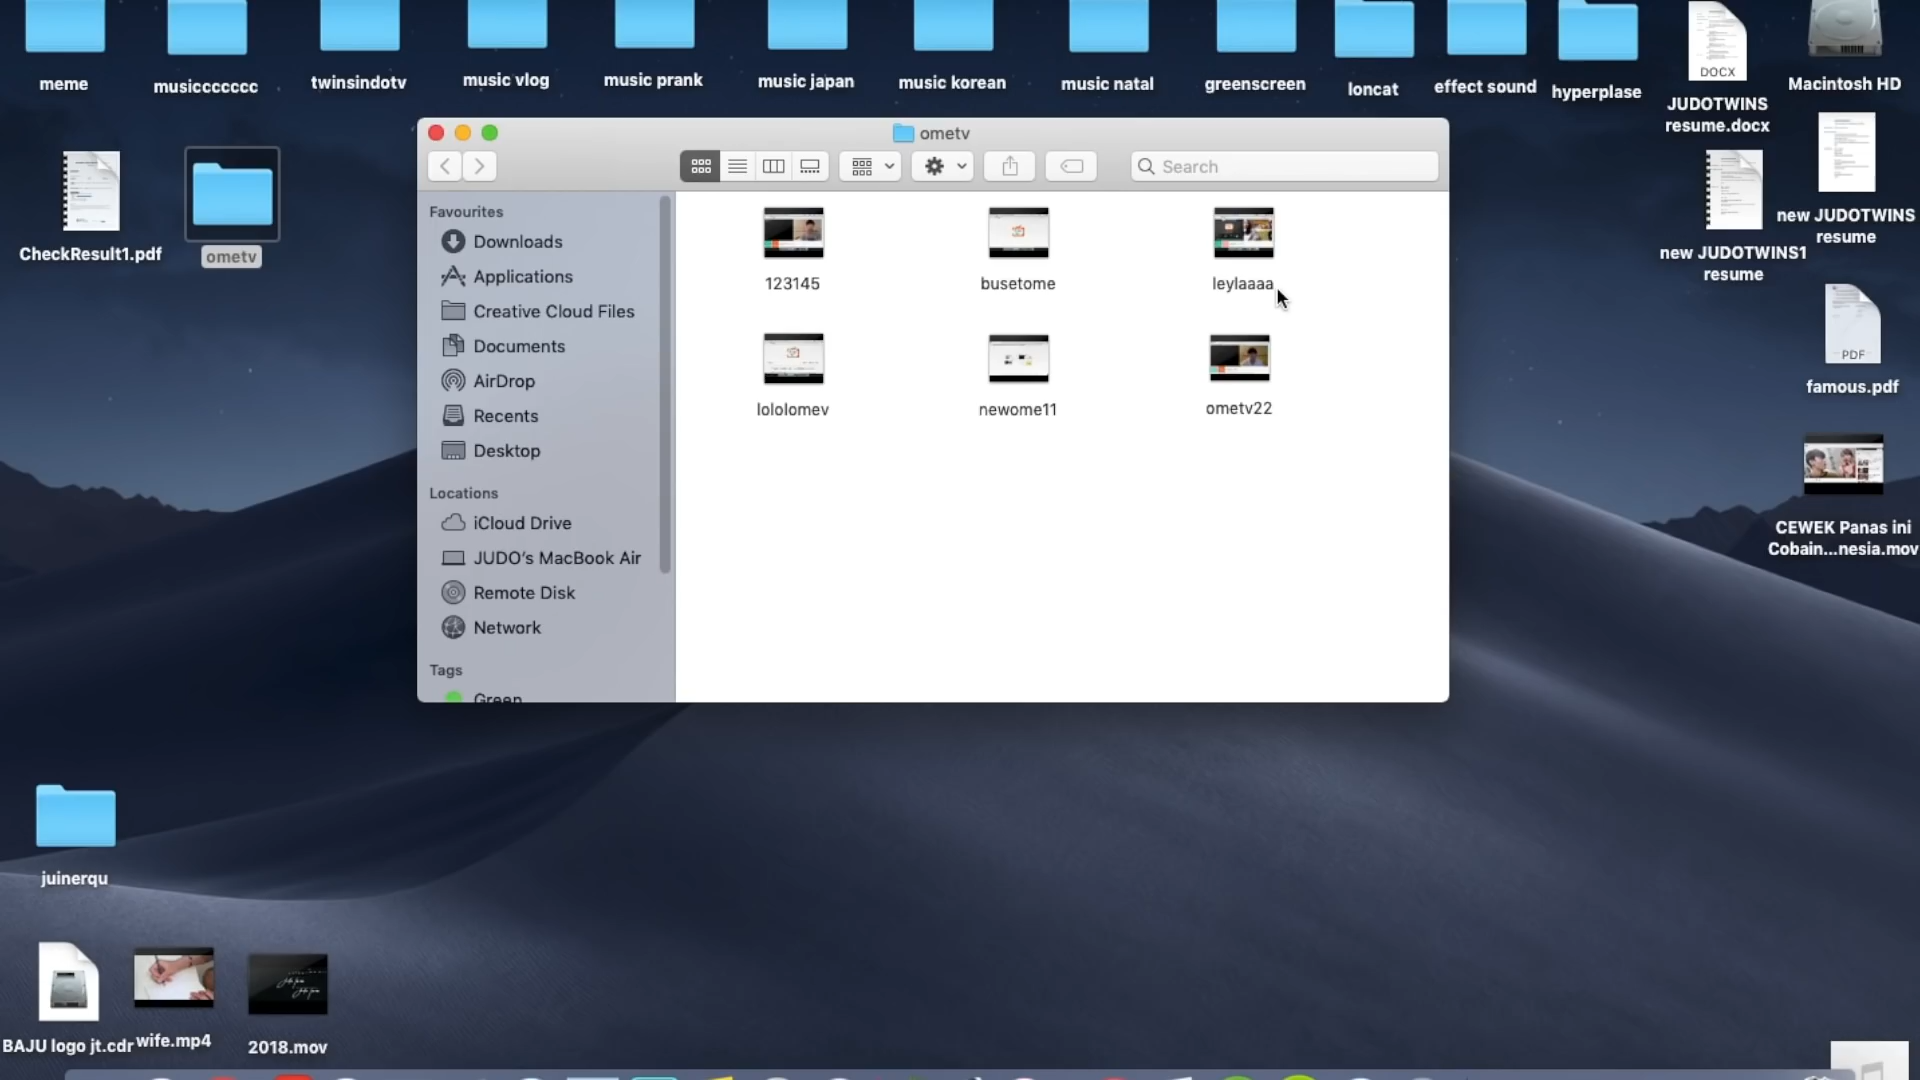 meme
musiccccccc
twinsindotv
music vlog
music prank
music japan
music korean
music natal
greenscreen
loncat
effect sound
hyperplase
DOCX
JUDOTWINS
resume.docx
Macintosh HD
CheckResult1.pdf
ometv
new JUDOTWINS
resume
new JUDOTWINS1
resume
PDF
famous.pdf
CEWEK Panas ini
Cobain...nesia.mov
ometv
Search
Favourites
Downloads
Applications
Creative Cloud Files
Documents
AirDrop
Recents
Desktop
Locations
iCloud Drive
JUDO's MacBook Air
Remote Disk
Network
Tags
Green
123145
busetome
leylaaaa
lololomev
newome11
ometv22
juinerqu
BAJU logo jt.cdr
wife.mp4
2018.mov